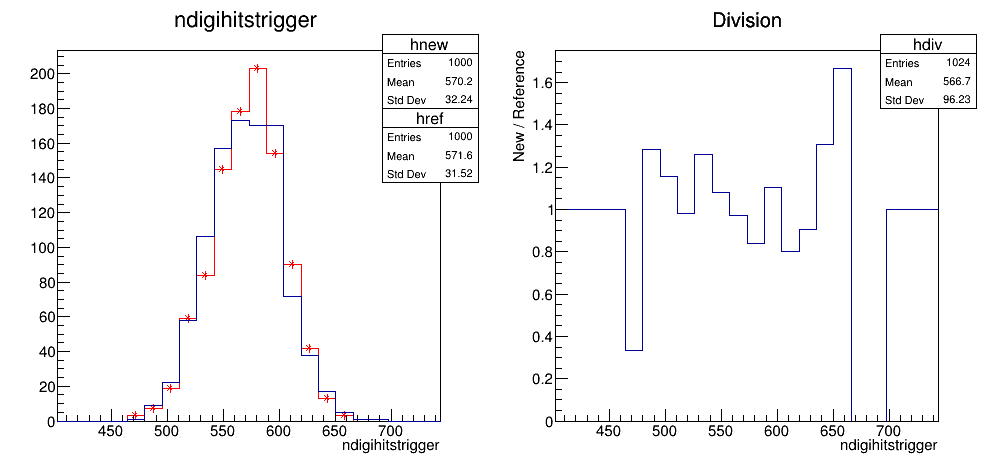 ndigihitstrigger
hnew
Entries 1000
Mean 570.2
Std Dev 32.24
href
Entries 1000
Mean 571.6
Std Dev 31.52
200
180
160
140
120
100
80
60
40
20
0
450 500 550 600 650 700
ndigihitstrigger
Division
hdiv
Entries 1024
Mean 566.7
Std Dev 96.23
New / Reference
1.6
1.4
1.2
1
0.8
0.6
0.4
0.2
0
450 500 550 600 650 700
ndigihitstrigger